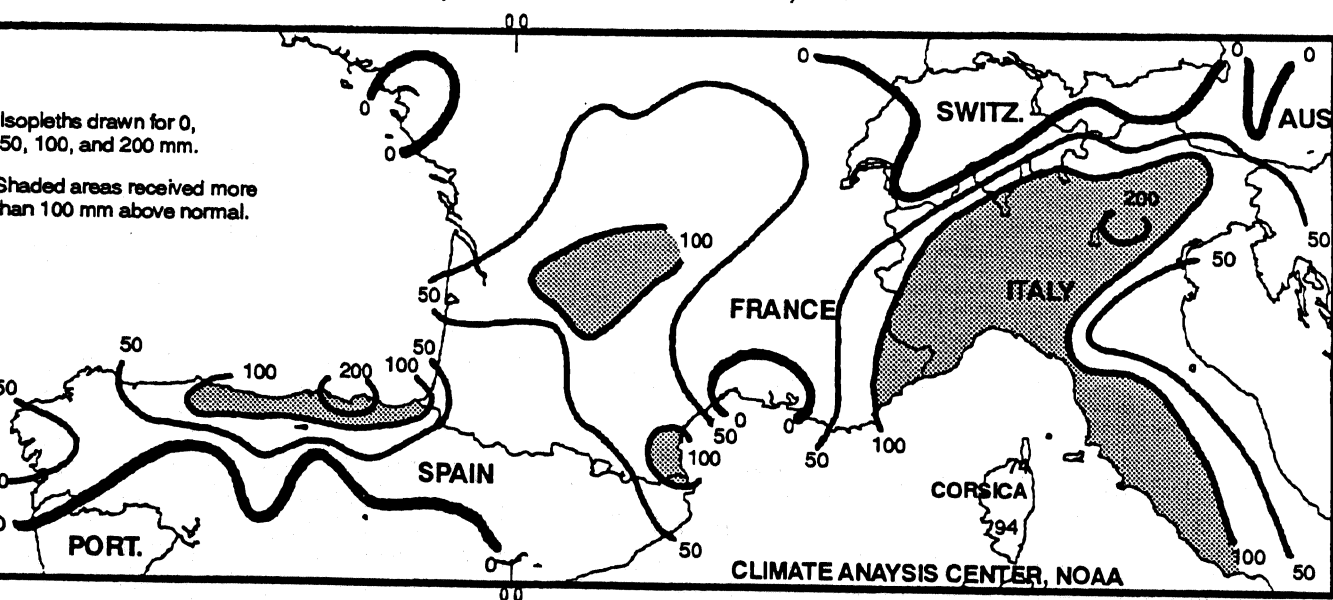 0 0
0
0
0
SWITZ.
AUS
Isopleths drawn for 0,
50, 100, and 200 mm.
0
0
Shaded areas received more
than 100 mm above normal.
200
100
50
50
50
ITALY
FRANCE
50
50
100
200
100
50
0
0
50
100
50
100
SPAIN
74
CORSICA
794
0
0
PORT.
0
50
100
50
CLIMATE ANAYSIS CENTER, NOAA
0 0